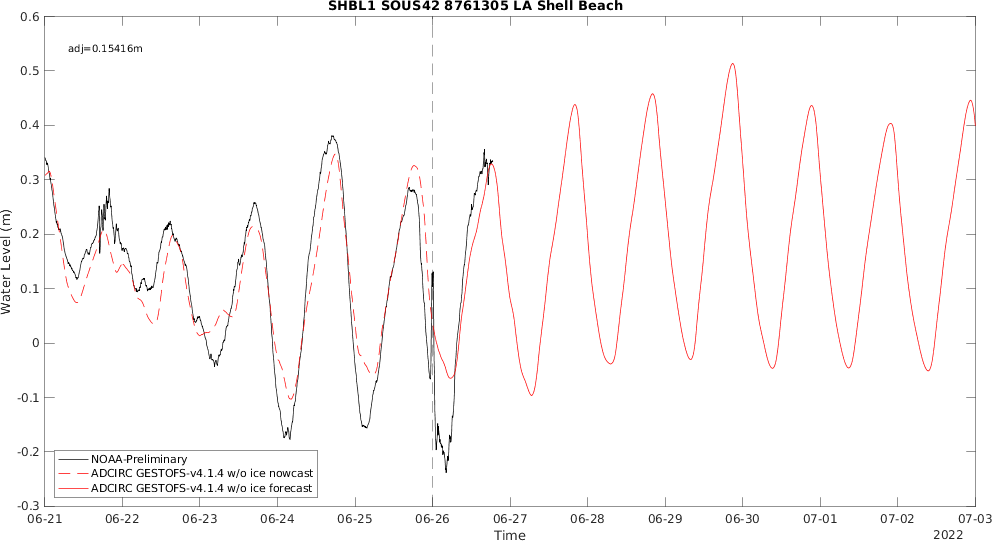 SHBL1 SOUS42 8761305 LA Shell Beach
adj=0.15416m
Water Level (m)
0.6
0.5
0.4
0.3
0.2
0.1
0
-0.1
-0.2
-0.3
NOAA-Preliminary
ADCIRC GESTOFS-v4.1.4 w/o ice nowcast
ADCIRC GESTOFS-v4.1.4 w/o ice forecast
06-21 06-22 06-23 06-24 06-25 06-26 06-27 06-28 06-29 06-30 07-01 07-02 07-03
Time
2022